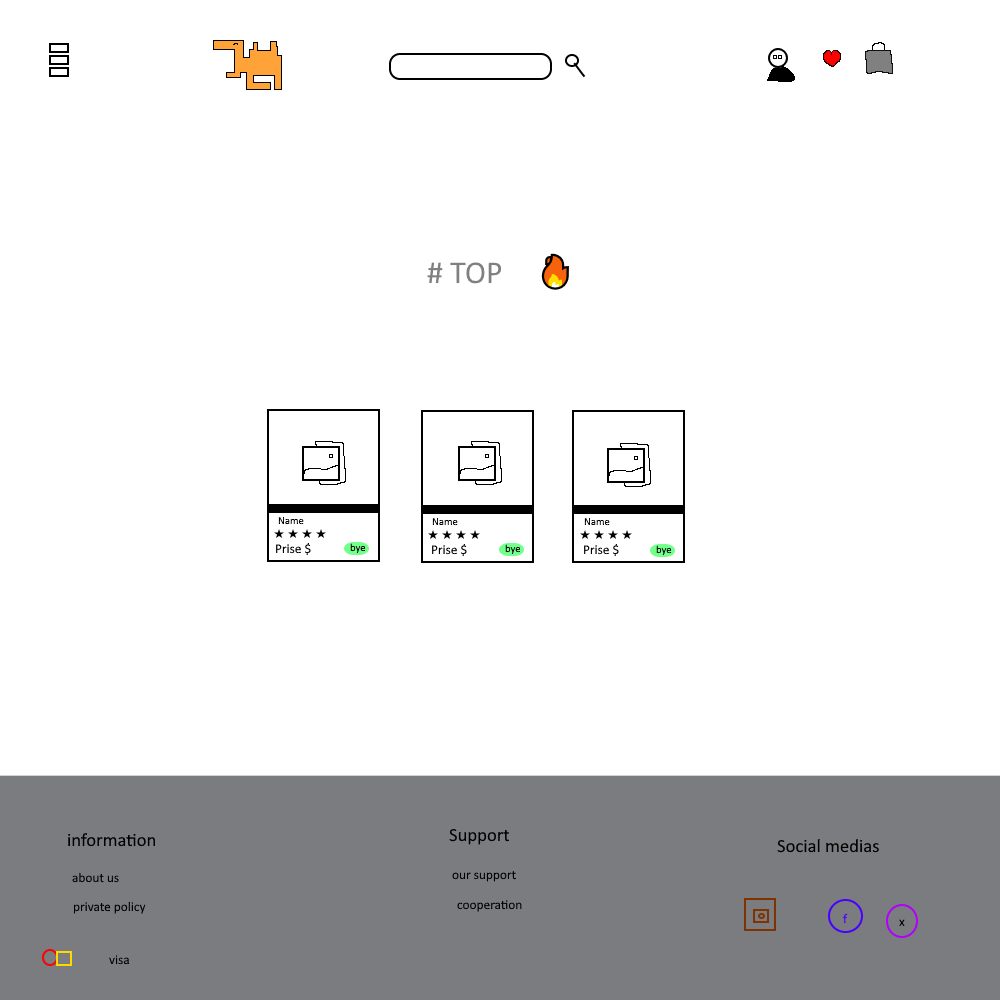 # TOP
Name
★ ★ ★ ★
Prise $
bye
Name
★ ★ ★ ★
Prise $
bye
Name
★ ★ ★ ★
Prise $
bye
information
about us
private policy
visa
Support
our support
cooperation
Social medias
f
x